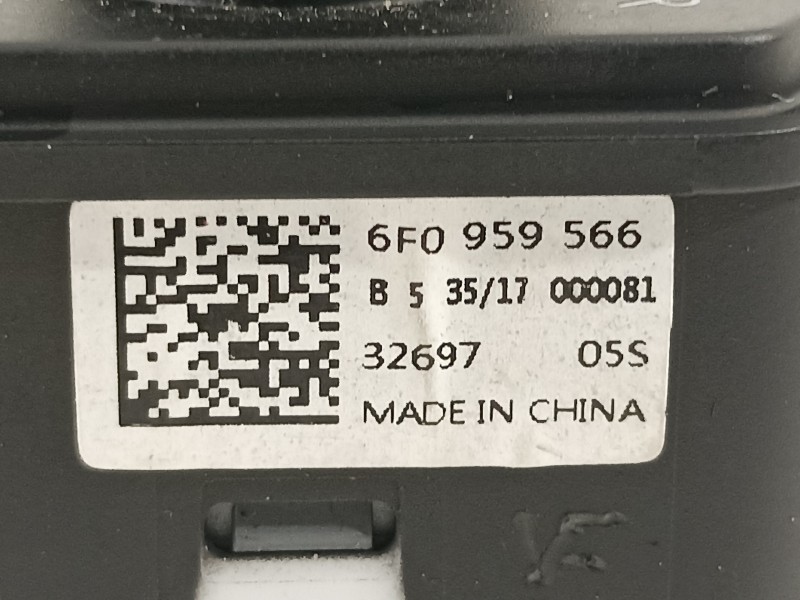 6F0 959 566
B 5 35/17 000081
32697 05S
MADE IN CHINA